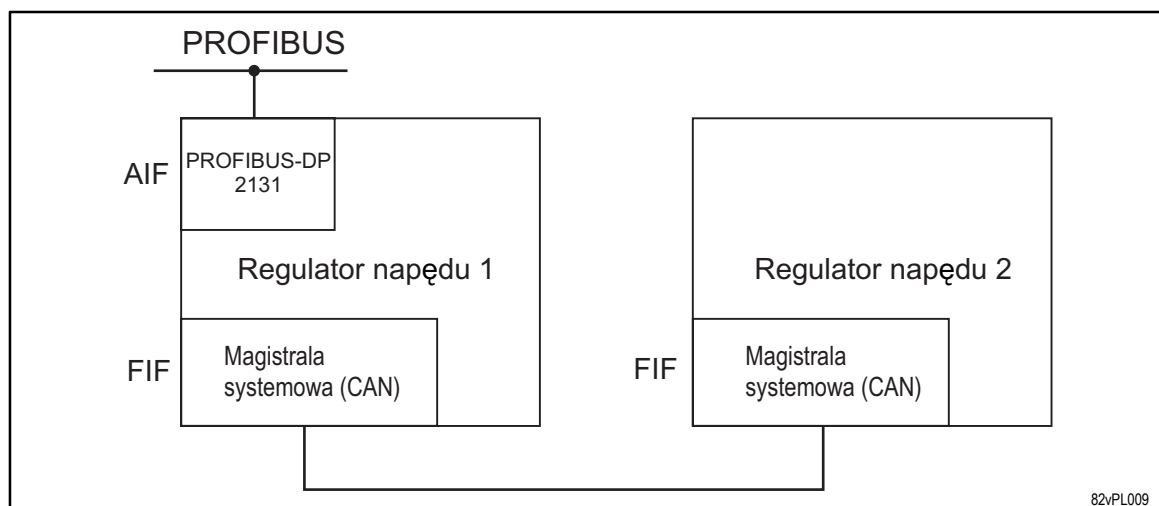 PROFIBUS
AIF
PROFIBUS-DP
2131
Regulator napędu 1
Regulator napędu 2
FIF
Magistrala
systemowa (CAN)
FIF
Magistrala
systemowa (CAN)
82vPL009